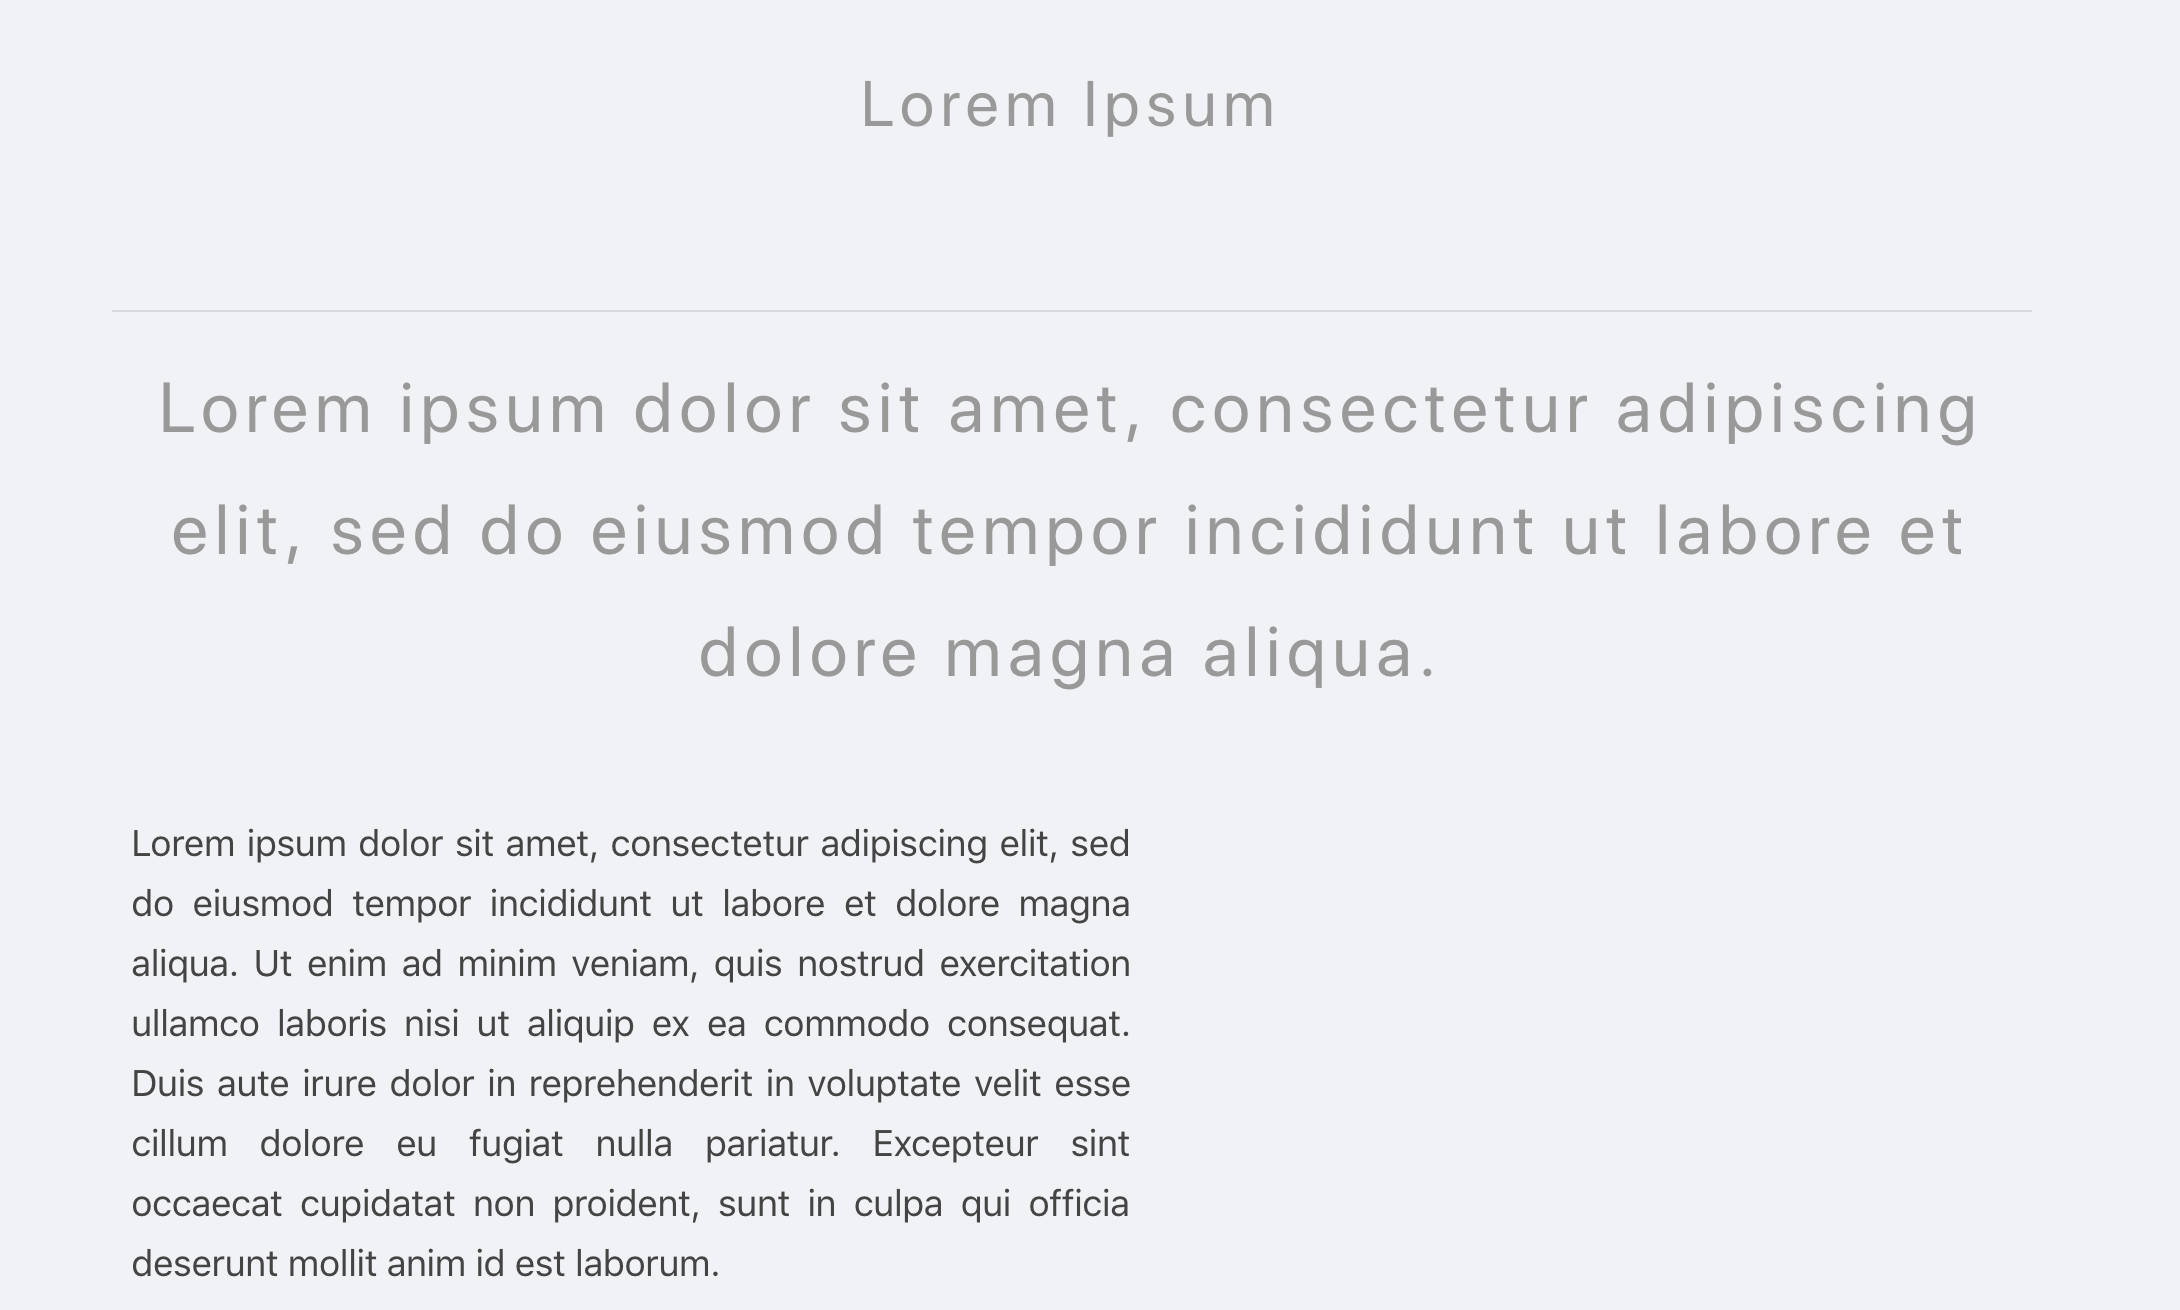 Lorem Ipsum
Lorem ipsum dolor sit amet, consectetur adipiscing
elit, sed do eiusmod tempor incididunt ut labore et
dolore magna aliqua.
Lorem ipsum dolor sit amet, consectetur adipiscing elit, sed
do eiusmod tempor incididunt ut labore et dolore magna
aliqua. Ut enim ad minim veniam, quis nostrud exercitation
ullamco laboris nisi ut aliquip ex ea commodo consequat.
Duis aute irure dolor in reprehenderit in voluptate velit esse
cillum dolore eu fugiat nulla pariatur. Excepteur sint
occaecat cupidatat non proident, sunt in culpa qui officia
deserunt mollit anim id est laborum.